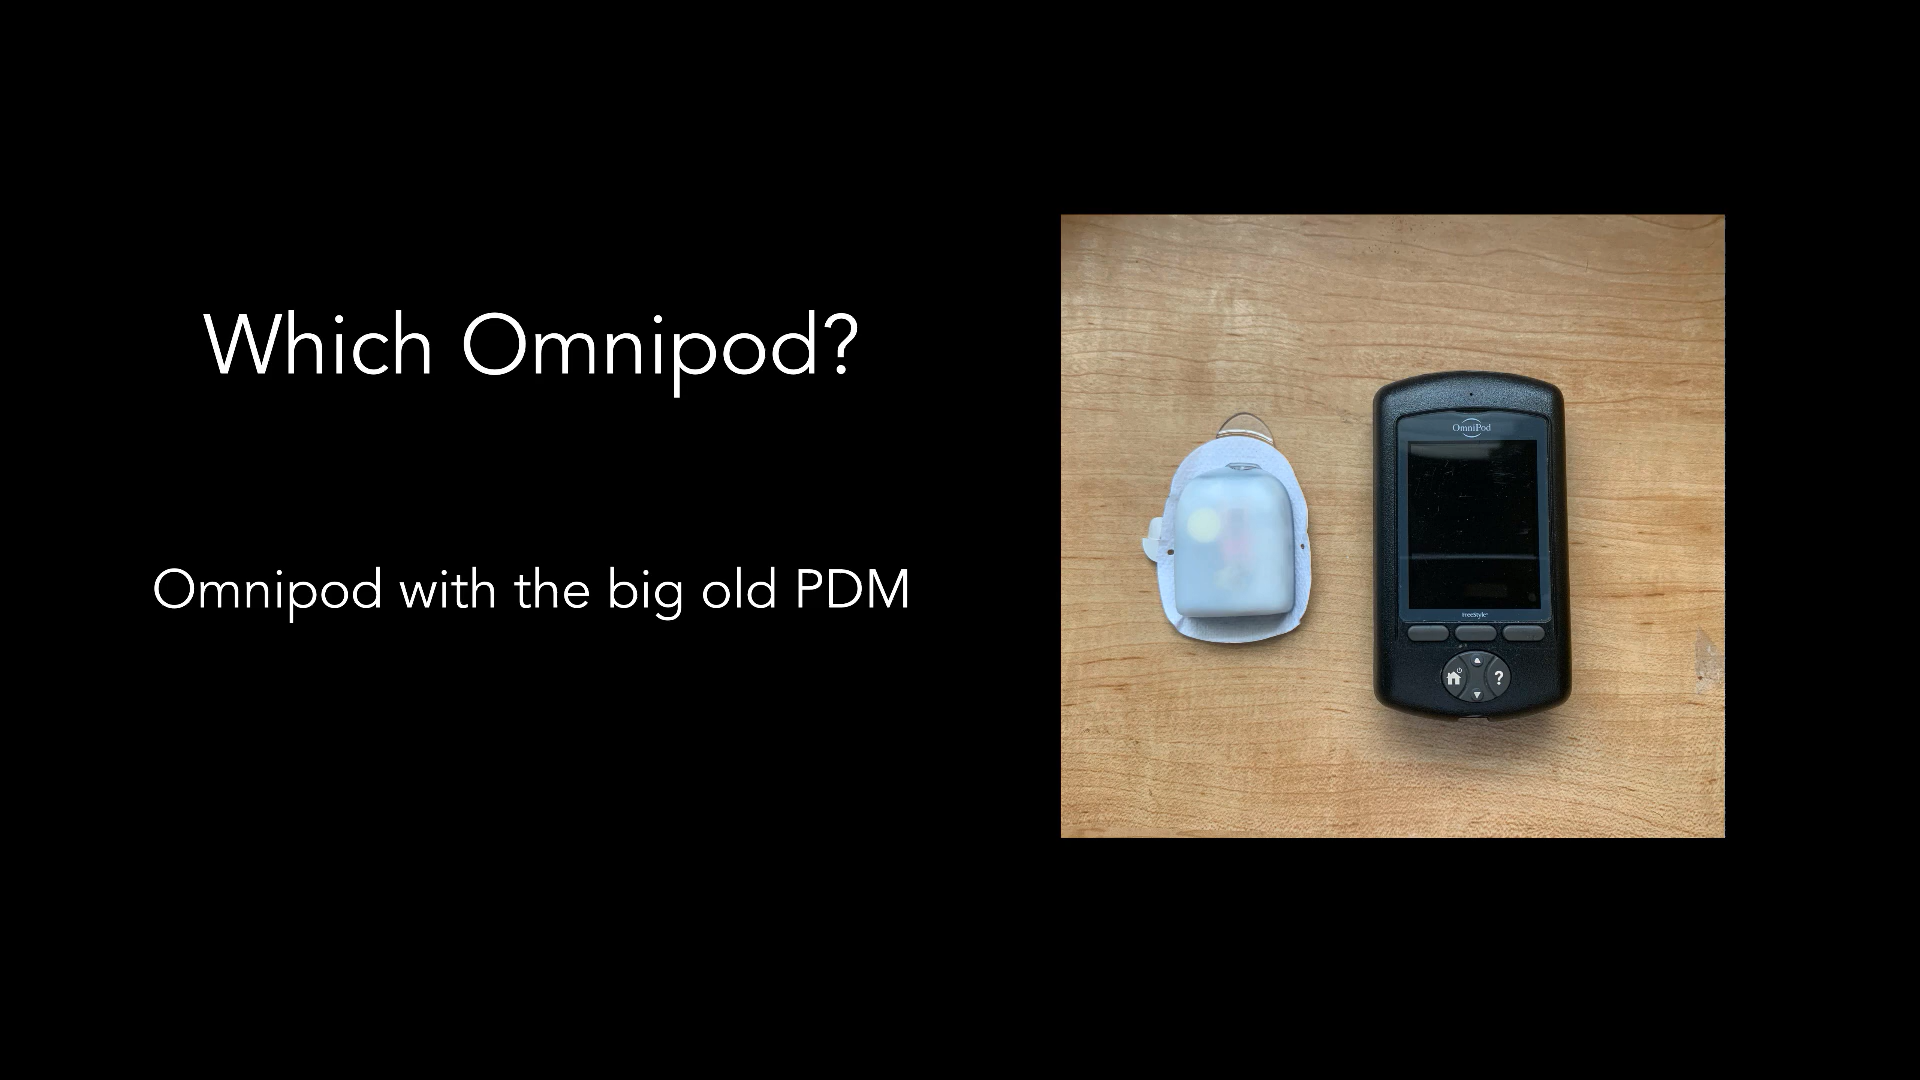 Which Omnipod?
Omnipod with the big old PDM
OmniPod
FreeStyle
?